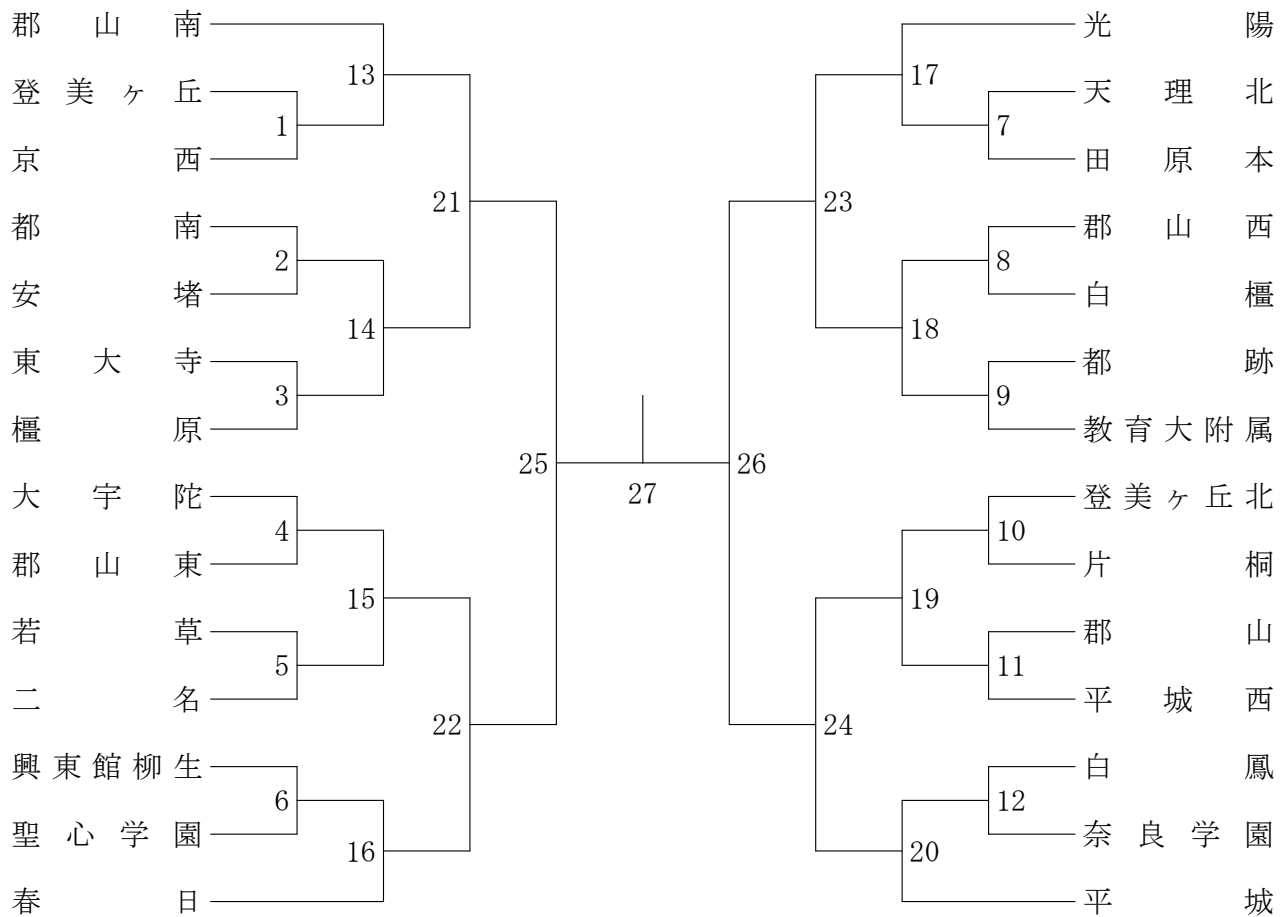 郡山南
登美ヶ丘
京西
都南
安堵
東大寺
橿原
大宇陀
郡山東
若草
二名
興東館柳生
聖心学園
春日
13
1
21
2
14
3
25
4
15
5
22
6
16
27
光陽
天理北
田原本
郡山西
白橿
都跡
教育大附属
登美ヶ丘北
片桐
郡山
平城西
白鳳
奈良学園
平城
17
7
23
8
18
9
26
10
19
11
24
12
20